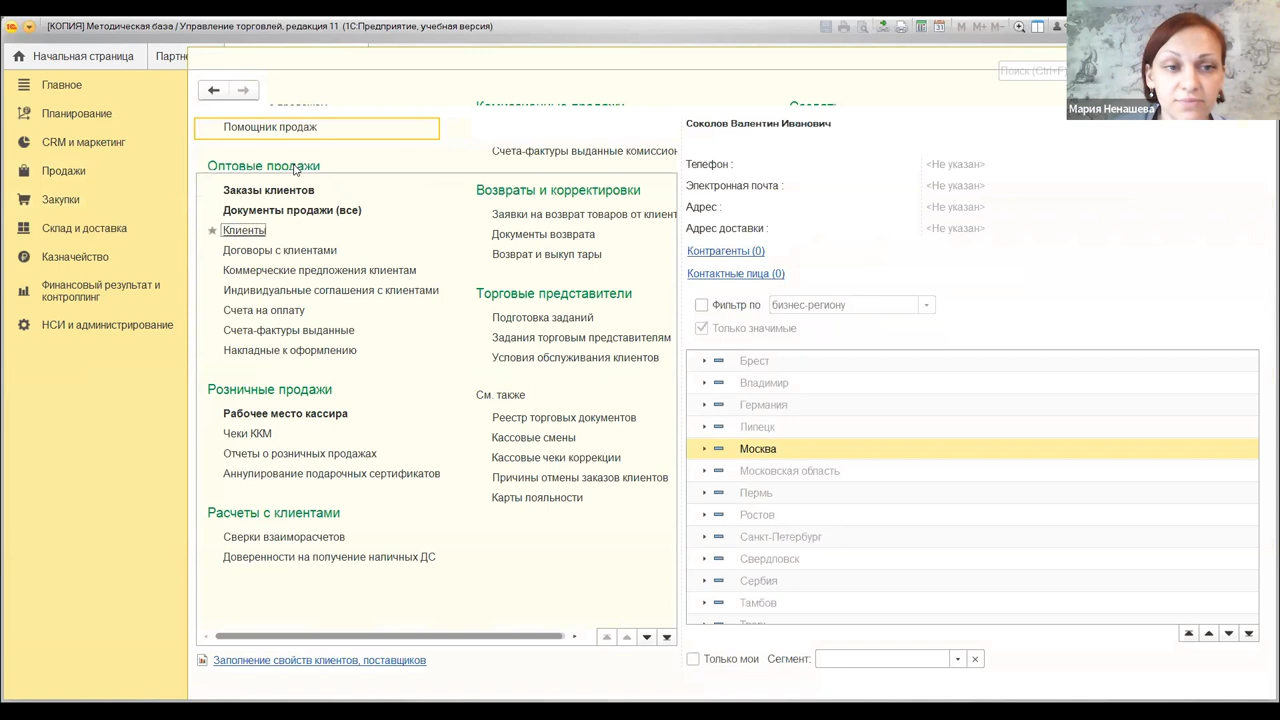 [КОПИЯ] Методическая база / Управление торговлей, редакция 11 (1С:Предприятие, учебная версия)
M M+ M-
Начальная страница
Партне
Поиск (Ctrl+F)
Мария Ненашева
Главное
Планирование
CRM и маркетинг
Продажи
Закупки
Склад и доставка
Казначейство
Финансовый результат и
контроллинг
НСИ и администрирование
Помощник продаж
Оптовые продажи
Заказы клиентов
Документы продажи (все)
Клиенты
Договоры с клиентами
Коммерческие предложения клиентам
Индивидуальные соглашения с клиентами
Счета на оплату
Счета-фактуры выданные
Накладные к оформлению
Розничные продажи
Рабочее место кассира
Чеки ККМ
Отчеты о розничных продажах
Аннулирование подарочных сертификатов
Расчеты с клиентами
Сверки взаиморасчетов
Доверенности на получение наличных ДС
Заполнение свойств клиентов, поставщиков
Комиссионные продажи
Счета-фактуры выданные комиссион
Возвраты и корректировки
Заявки на возврат товаров от клиент
Документы возврата
Возврат и выкуп тары
Торговые представители
Подготовка заданий
Задания торговым представителям
Условия обслуживания клиентов
См. также
Реестр торговых документов
Кассовые смены
Кассовые чеки коррекции
Причины отмены заказов клиентов
Карты лояльности
Создать
Соколов Валентин Иванович
Телефон : <Не указан>
Электронная почта : <Не указан>
Адрес : <Не указан>
Адрес доставки : <Не указан>
Контрагенты (0)
Контактные лица (0)
Фильтр по бизнес-региону
Только значимые
Брест
Владимир
Германия
Липецк
Москва
Московская область
Пермь
Ростов
Санкт-Петербург
Свердловск
Сербия
Тамбов
Только мои Сегмент: